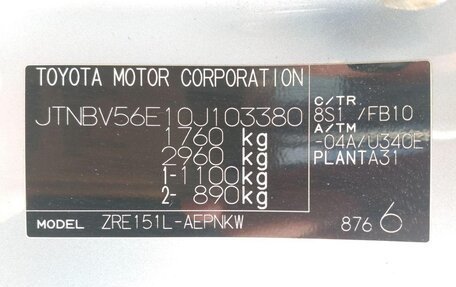 TOYOTA MOTOR CORPORATION
JTNBV56E10J103380
1760 kg
2960 kg
1-1100kg
2- 890kg
C/TR.
8S1 /FB10
A/TM
-04A/U340E
PLANTA31
MODEL ZRE151L-AEPNKW
876 6